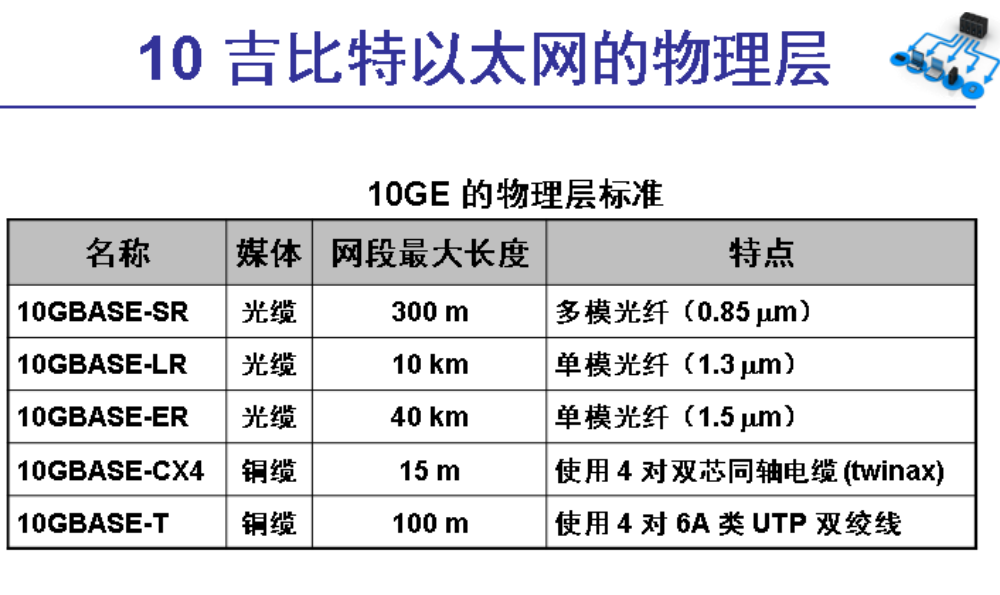 10 吉比特以太网的物理层
10GE 的物理层标准
名称 媒体 网段最大长度 特点
10GBASE-SR 光缆 300 m 多模光纤（0.85 μm）
10GBASE-LR 光缆 10 km 单模光纤（1.3 μm）
10GBASE-ER 光缆 40 km 单模光纤（1.5 μm）
10GBASE-CX4 铜缆 15 m 使用 4 对双芯同轴电缆 (twinax)
10GBASE-T 铜缆 100 m 使用 4 对 6A 类 UTP 双绞线